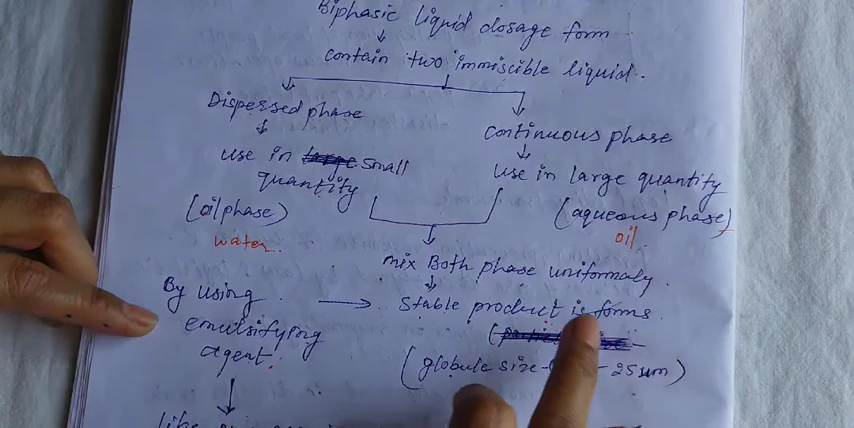 Biphasic liquid dosage form
contain two immiscible liquid.
Dispersed phase
continuous phase
use in small
quantity
use in large quantity
(oil phase)
(aqueous phase)
water.
oil.
mix Both phase uniformaly.
By using
emulsifying
agent.
Stable product is forms.
(globule size - 25um)